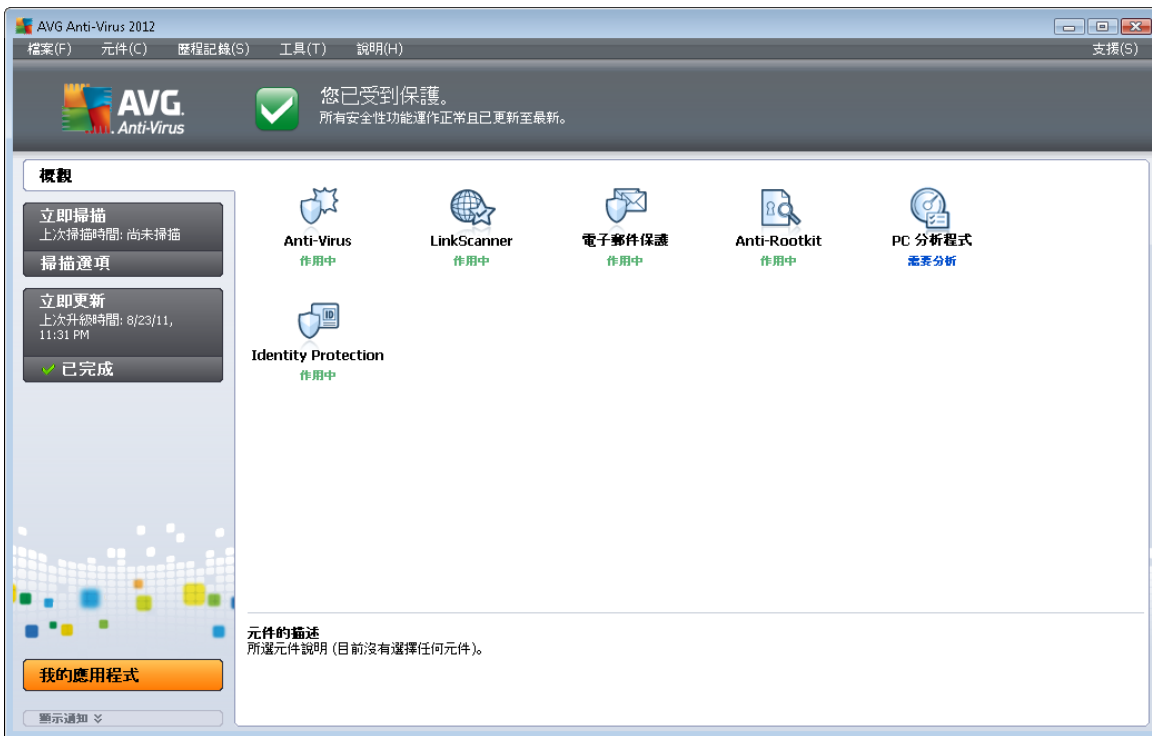 AVG Anti-Virus 2012
檔案(F) 元件(C) 歷程記錄(S) 工具(T) 說明(H) 支援(S)
AVG.
Anti-Virus
您已受到保護。
所有安全性功能運作正常且已更新至最新。
概觀
立即掃描
上次掃描時間: 尚未掃描
掃描選項
立即更新
上次升級時間: 8/23/11,
11:31 PM
已完成
Anti-Virus
作用中
LinkScanner
作用中
電子郵件保護
作用中
Anti-Rootkit
作用中
PC 分析程式
需要分析
ID
Identity Protection
作用中
元件的描述
所選元件說明 (目前沒有選擇任何元件)。
我的應用程式
顯示通知